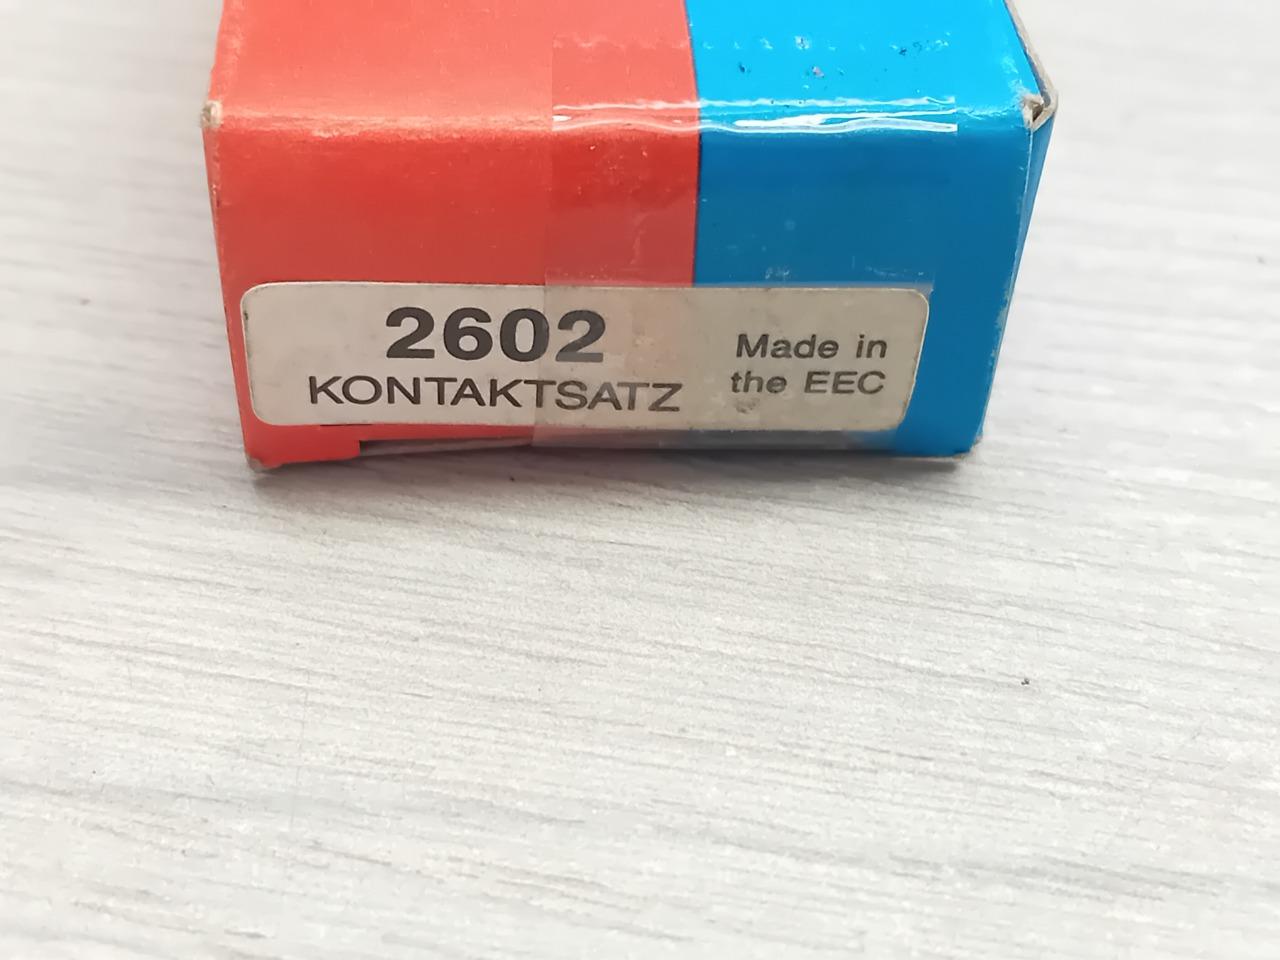 2602
KONTAKTSATZ
Made in
the EEC